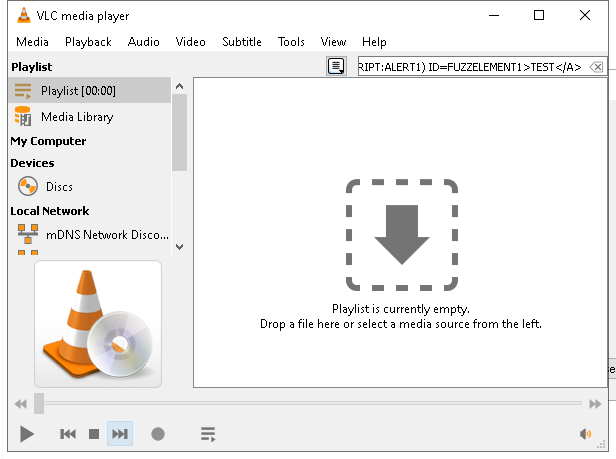 VLC media player
Media Playback Audio Video Subtitle Tools View Help
Playlist
RIPT:ALERT1) ID=FUZZELEMENT1>TEST</A>
Playlist [00:00]
Media Library
My Computer
Devices
Discs
Local Network
mDNS Network Disco...
Playlist is currently empty.
Drop a file here or select a media source from the left.